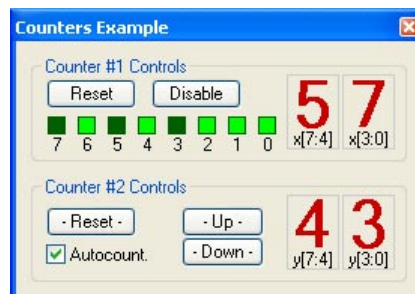 Counters Example
Counter #1 Controls
Reset Disable
5 7
7 6 5 4 3 2 1 0
x[7:4] x[3:0]
Counter #2 Controls
- Reset - - Up -
4 3
Autocount. - Down -
y[7:4] y[3:0]